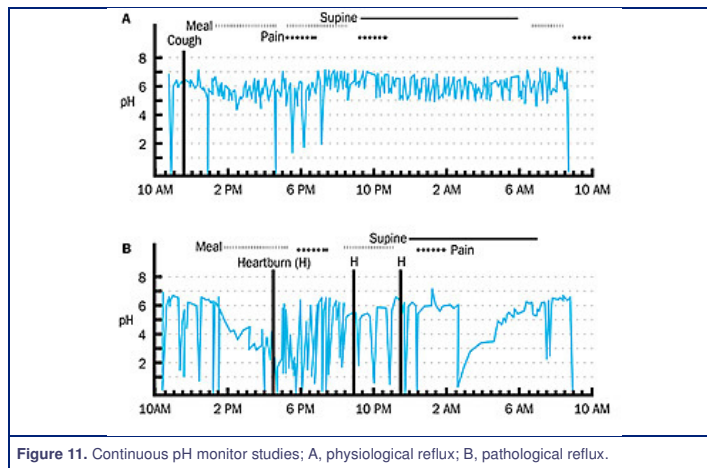 A
Supine
Meal
Pain
Cough
8
6
pH
4
2
10 AM 2 PM 6 PM 10 PM 2 AM 6 AM 10 AM
B
Supine
Meal
Pain
Heartburn (H) H H
8
6
pH
4
2
10AM 2 PM 6 PM 10 PM 2 AM 6 AM 10 AM
Figure 11. Continuous pH monitor studies; A, physiological reflux; B, pathological reflux.